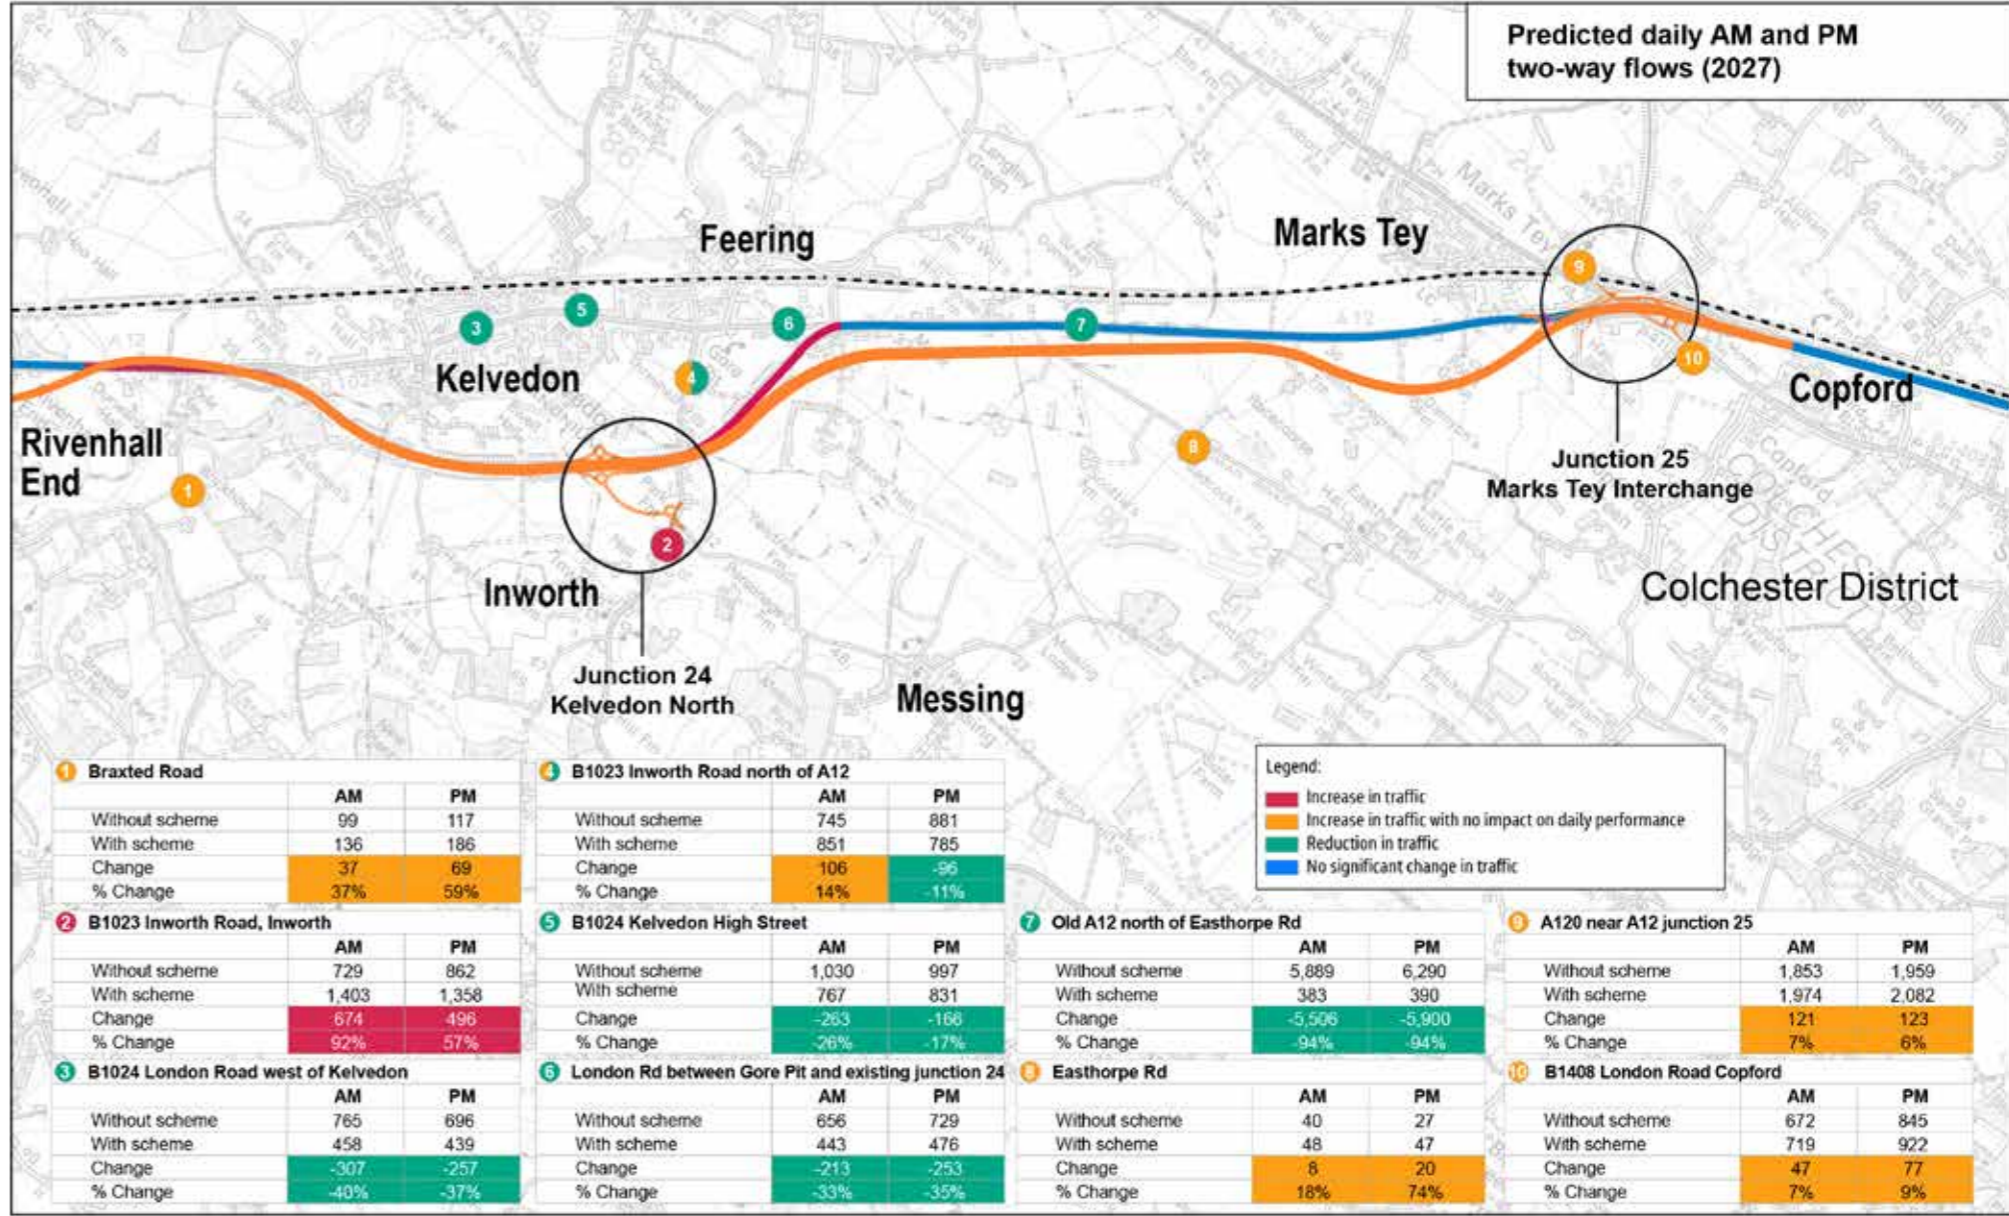 Predicted daily AM and PM
two-way flows (2027)
Feering
Marks Tey
Kelvedon
Copford
Rivenhall
End
Inworth
Messing
Junction 24
Kelvedon North
Junction 25
Marks Tey Interchange
Colchester District
A12
1
2
3
4
5
6
7
8
9
10
Legend:
Increase in traffic
Increase in traffic with no impact on daily performance
Reduction in traffic
No significant change in traffic
1 Braxted Road
AM PM
Without scheme 99 117
With scheme 136 186
Change 37 69
% Change 37% 59%
2 B1023 Inworth Road, Inworth
AM PM
Without scheme 729 862
With scheme 1,403 1,358
Change 674 496
% Change 92% 57%
3 B1024 London Road west of Kelvedon
AM PM
Without scheme 765 696
With scheme 458 439
Change -307 -257
% Change -40% -37%
4 B1023 Inworth Road north of A12
AM PM
Without scheme 745 881
With scheme 851 785
Change 106 -96
% Change 14% -11%
5 B1024 Kelvedon High Street
AM PM
Without scheme 1,030 997
With scheme 767 831
Change -263 -166
% Change -26% -17%
6 London Rd between Gore Pit and existing junction 24
AM PM
Without scheme 656 729
With scheme 443 476
Change -213 -253
% Change -33% -35%
7 Old A12 north of Easthorpe Rd
AM PM
Without scheme 5,889 6,290
With scheme 383 390
Change -5,506 -5,900
% Change -94% -94%
8 Easthorpe Rd
AM PM
Without scheme 40 27
With scheme 48 47
Change 8 20
% Change 18% 74%
9 A120 near A12 junction 25
AM PM
Without scheme 1,853 1,959
With scheme 1,974 2,082
Change 121 123
% Change 7% 6%
10 B1408 London Road Copford
AM PM
Without scheme 672 845
With scheme 719 922
Change 47 77
% Change 7% 9%